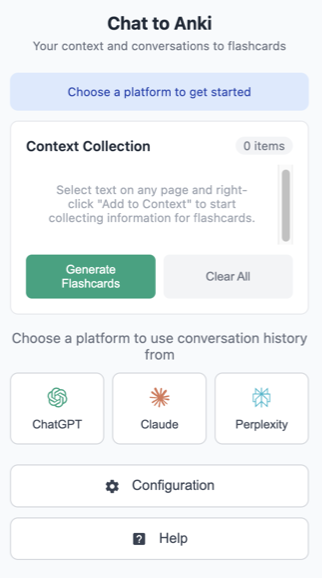 Chat to Anki
Your context and conversations to flashcards
Choose a platform to get started
Context Collection
0 items
Select text on any page and right-
click "Add to Context" to start
collecting information for flashcards.
Generate
Flashcards
Clear All
Choose a platform to use conversation history
from
ChatGPT
Claude
Perplexity
Configuration
? Help